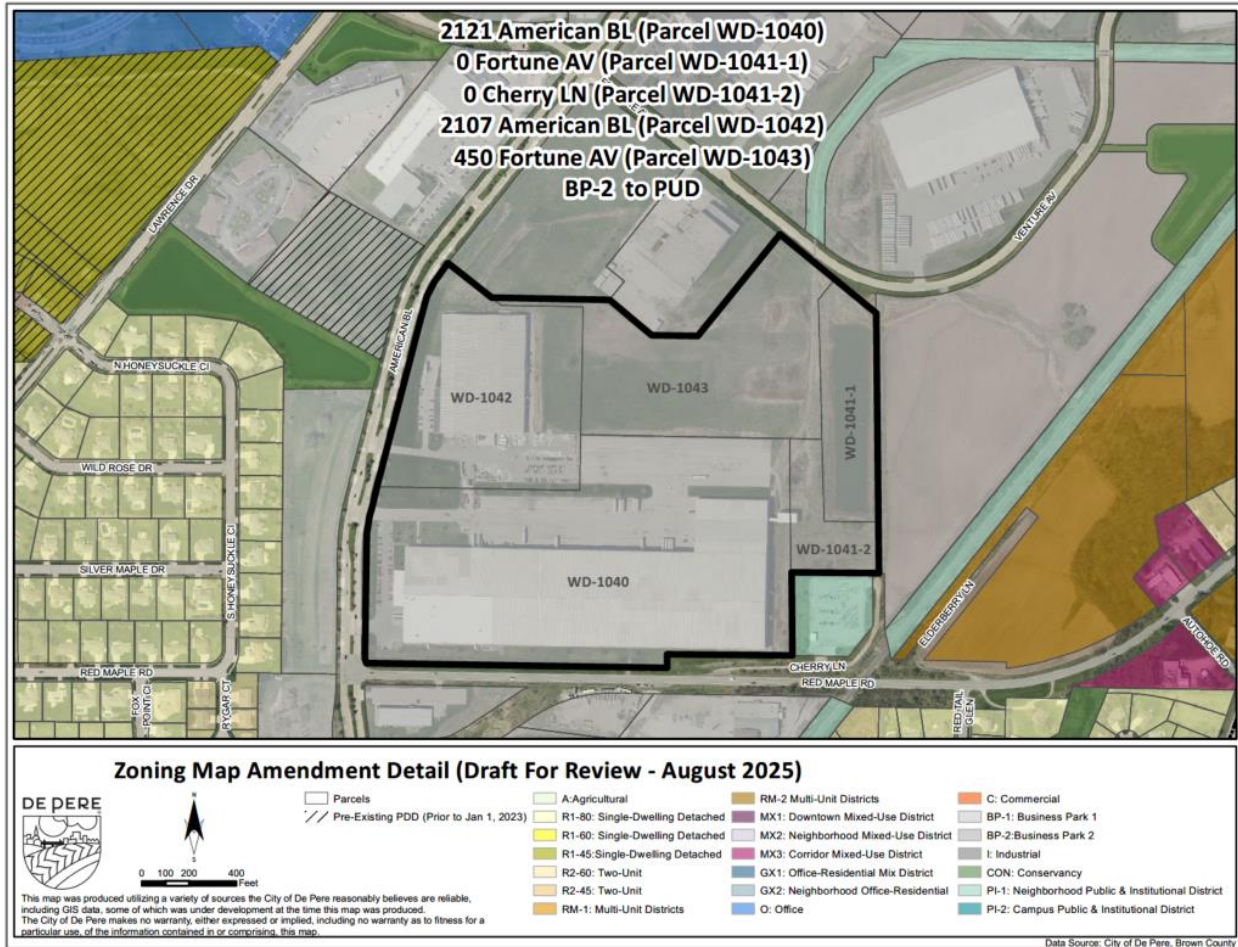 2121 American BL (Parcel WD-1040)
0 Fortune AV (Parcel WD-1041-1)
0 Cherry LN (Parcel WD-1041-2)
2107 American BL (Parcel WD-1042)
450 Fortune AV (Parcel WD-1043)
BP-2 to PUD
LAWRENCE DR
VENTURE AV
AMERICAN BL
N HONEYSUCKLE CI
WD-1042
WD-1043
WD-1041-1
WILD ROSE DR
S HONEYSUCKLE CI
WD-1041-2
SILVER MAPLE DR
WD-1040
ELDERBERRY LN
AUTOHOE RD
CHERRY LN
RED MAPLE RD
RED MAPLE RD
FOX
POINT CI
RYGAR CT
RED TAIL
GLEN
Zoning Map Amendment Detail (Draft For Review - August 2025)
DE PERE
N
S
0 100 200 400
Feet
Parcels
Pre-Existing PDD (Prior to Jan 1, 2023)
A:Agricultural
R1-80: Single-Dwelling Detached
R1-60: Single-Dwelling Detached
R1-45:Single-Dwelling Detached
R2-60: Two-Unit
R2-45: Two-Unit
RM-1: Multi-Unit Districts
RM-2 Multi-Unit Districts
MX1: Downtown Mixed-Use District
MX2: Neighborhood Mixed-Use District
MX3: Corridor Mixed-Use District
GX1: Office-Residential Mix District
GX2: Neighborhood Office-Residential
O: Office
C: Commercial
BP-1: Business Park 1
BP-2:Business Park 2
I: Industrial
CON: Conservancy
PI-1: Neighborhood Public & Institutional District
PI-2: Campus Public & Institutional District
This map was produced utilizing a variety of sources the City of De Pere reasonably believes are reliable,
including GIS data, some of which was under development at the time this map was produced.
The City of De Pere makes no warranty, either expressed or implied, including no warranty as to fitness for a
particular use, of the information contained in or comprising, this map.
Data Source: City of De Pere, Brown County